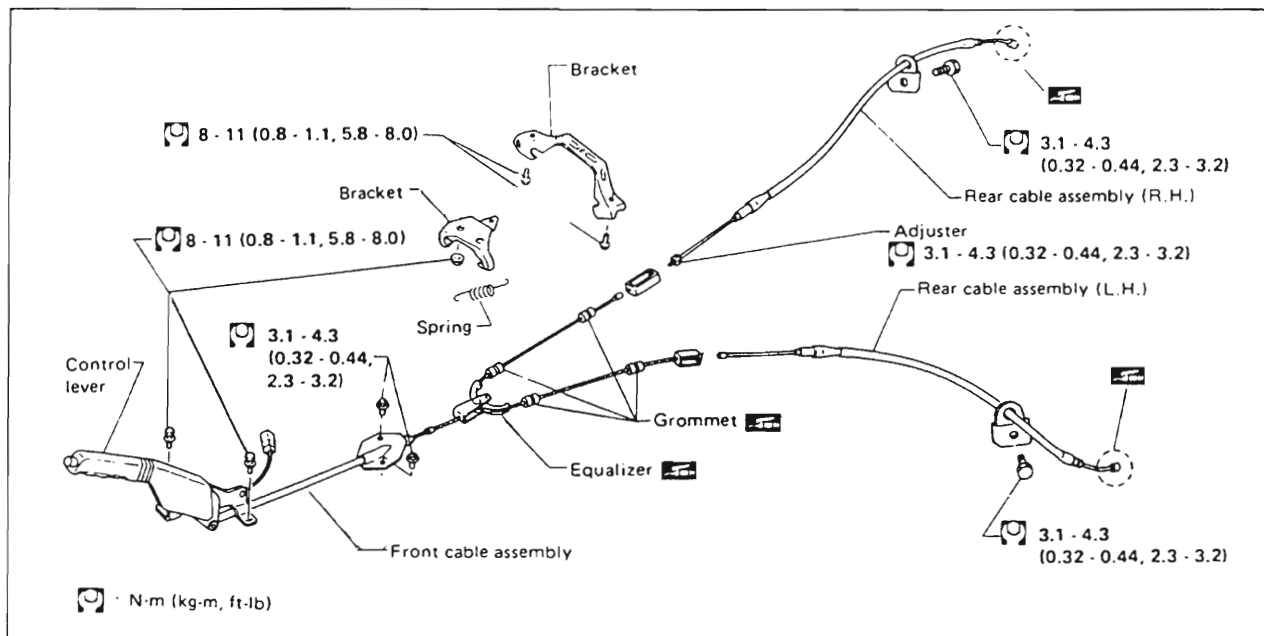 Bracket
8 - 11 (0.8 - 1.1, 5.8 - 8.0)
3.1 - 4.3
(0.32 - 0.44, 2.3 - 3.2)
Bracket
Rear cable assembly (R.H.)
8 - 11 (0.8 - 1.1, 5.8 - 8.0)
Adjuster
3.1 - 4.3 (0.32 - 0.44, 2.3 - 3.2)
Rear cable assembly (L.H.)
Spring
3.1 - 4.3
(0.32 - 0.44,
2.3 - 3.2)
Control
lever
Grommet
Equalizer
3.1 - 4.3
(0.32 - 0.44, 2.3 - 3.2)
Front cable assembly
N·m (kg-m, ft-lb)